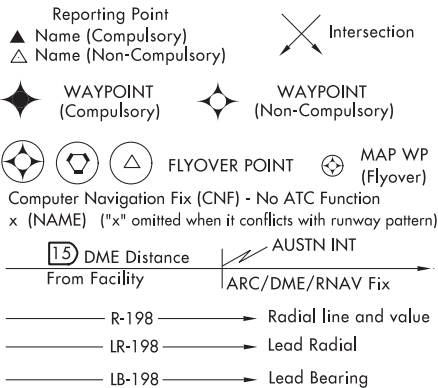 Reporting Point
▲ Name (Compulsory)
△ Name (Non-Compulsory)
Intersection
WAYPOINT
(Compulsory)
WAYPOINT
(Non-Compulsory)
FLYOVER POINT
MAP WP
(Flyover)
Computer Navigation Fix (CNF) - No ATC Function
x (NAME) ("x" omitted when it conflicts with runway pattern)
15 DME Distance
From Facility
AUSTN INT
ARC/DME/RNAV Fix
R-198 Radial line and value
LR-198 Lead Radial
LB-198 Lead Bearing